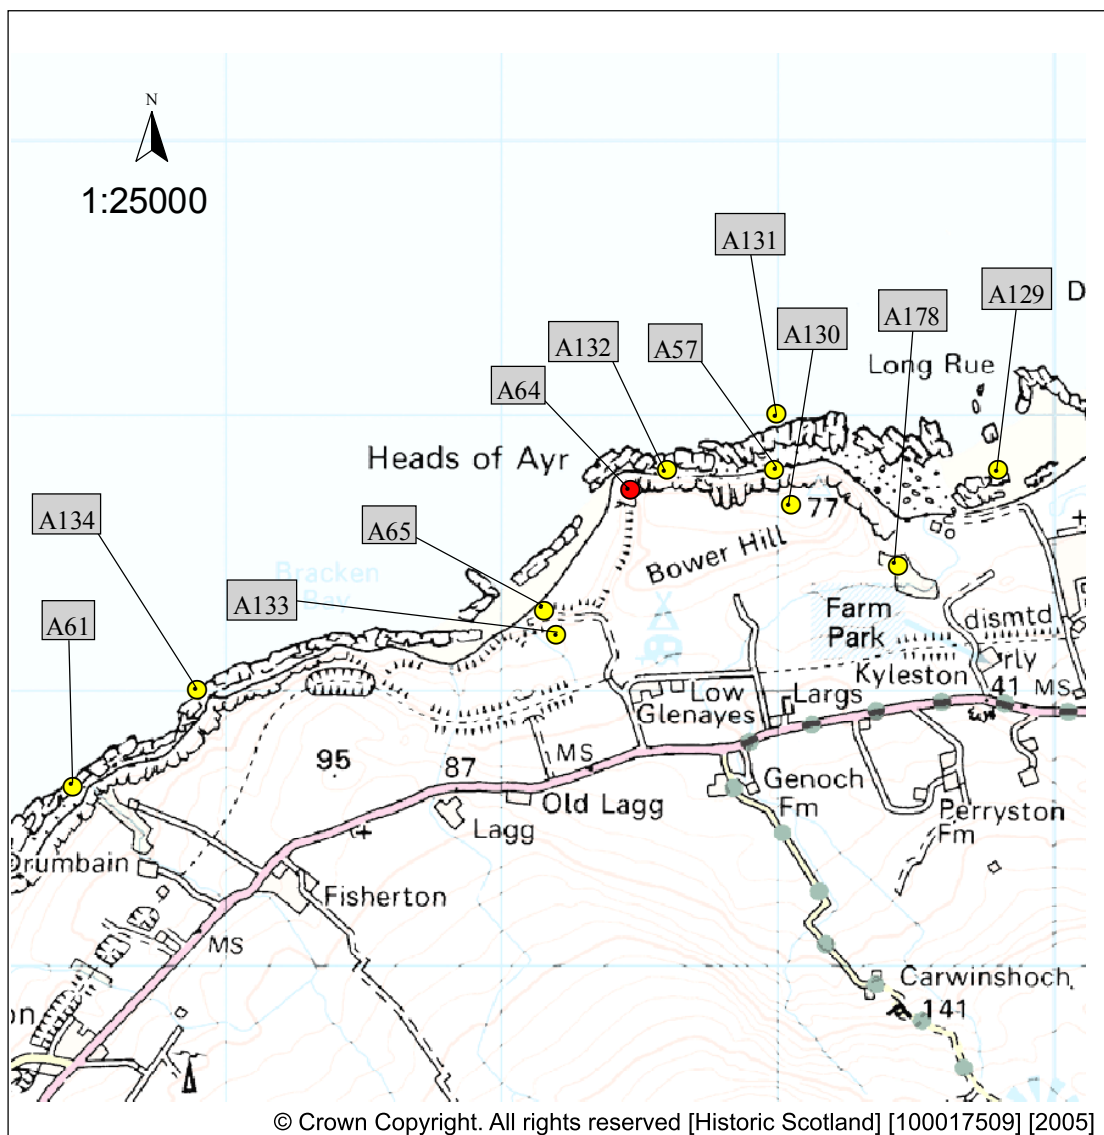 N
1:25000
A131
A129
D
A178
A130
A132
A57
Long Rue
A64
Heads of Ayr
A134
A65
77
Bower Hill
Bracken
Bay
A133
A61
Farm
Park
dismtd
rly
Kyleston
41
MS
Low
Glenayes
Largs
MS
95
87
Genoch
Fm
Old Lagg
Lagg
Perryston
Fm
Drumbain
Fisherton
MS
Carwinshoch
141
on
© Crown Copyright. All rights reserved [Historic Scotland] [100017509] [2005]